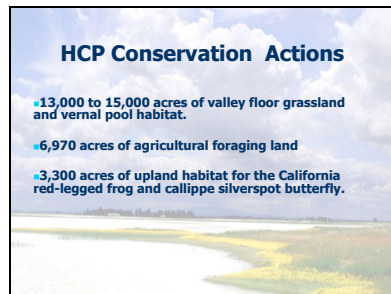 HCP Conservation  Actions
▪13,000 to 15,000 acres of valley floor grassland
and vernal pool habitat.
▪6,970 acres of agricultural foraging land
▪3,300 acres of upland habitat for the California
red-legged frog and callippe silverspot butterfly.